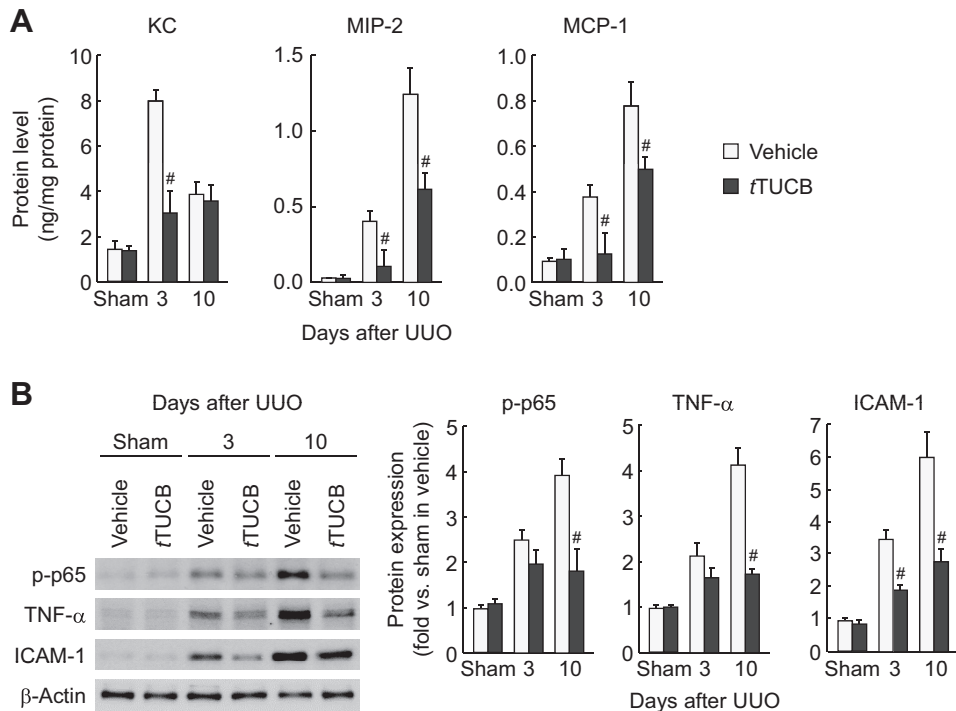 A
KC
MIP-2
MCP-1
Protein level
(ng/mg protein)
10
8
6
4
2
0
1.5
1.0
0.5
0.0
1.0
0.8
0.6
0.4
0.2
0.0
#
#
#
#
#
Vehicle
tTUCB
Sham 3 10
Sham 3 10
Sham 3 10
Days after UUO
B
Days after UUO
Sham 3 10
Vehicle
tTUCB
Vehicle
tTUCB
Vehicle
tTUCB
p-p65
TNF-α
ICAM-1
β-Actin
p-p65
TNF-α
ICAM-1
Protein expression
(fold vs. sham in vehicle)
5
4
3
2
1
0
5
4
3
2
1
0
7
6
5
4
3
2
1
0
#
#
#
#
Sham 3 10
Sham 3 10
Sham 3 10
Days after UUO